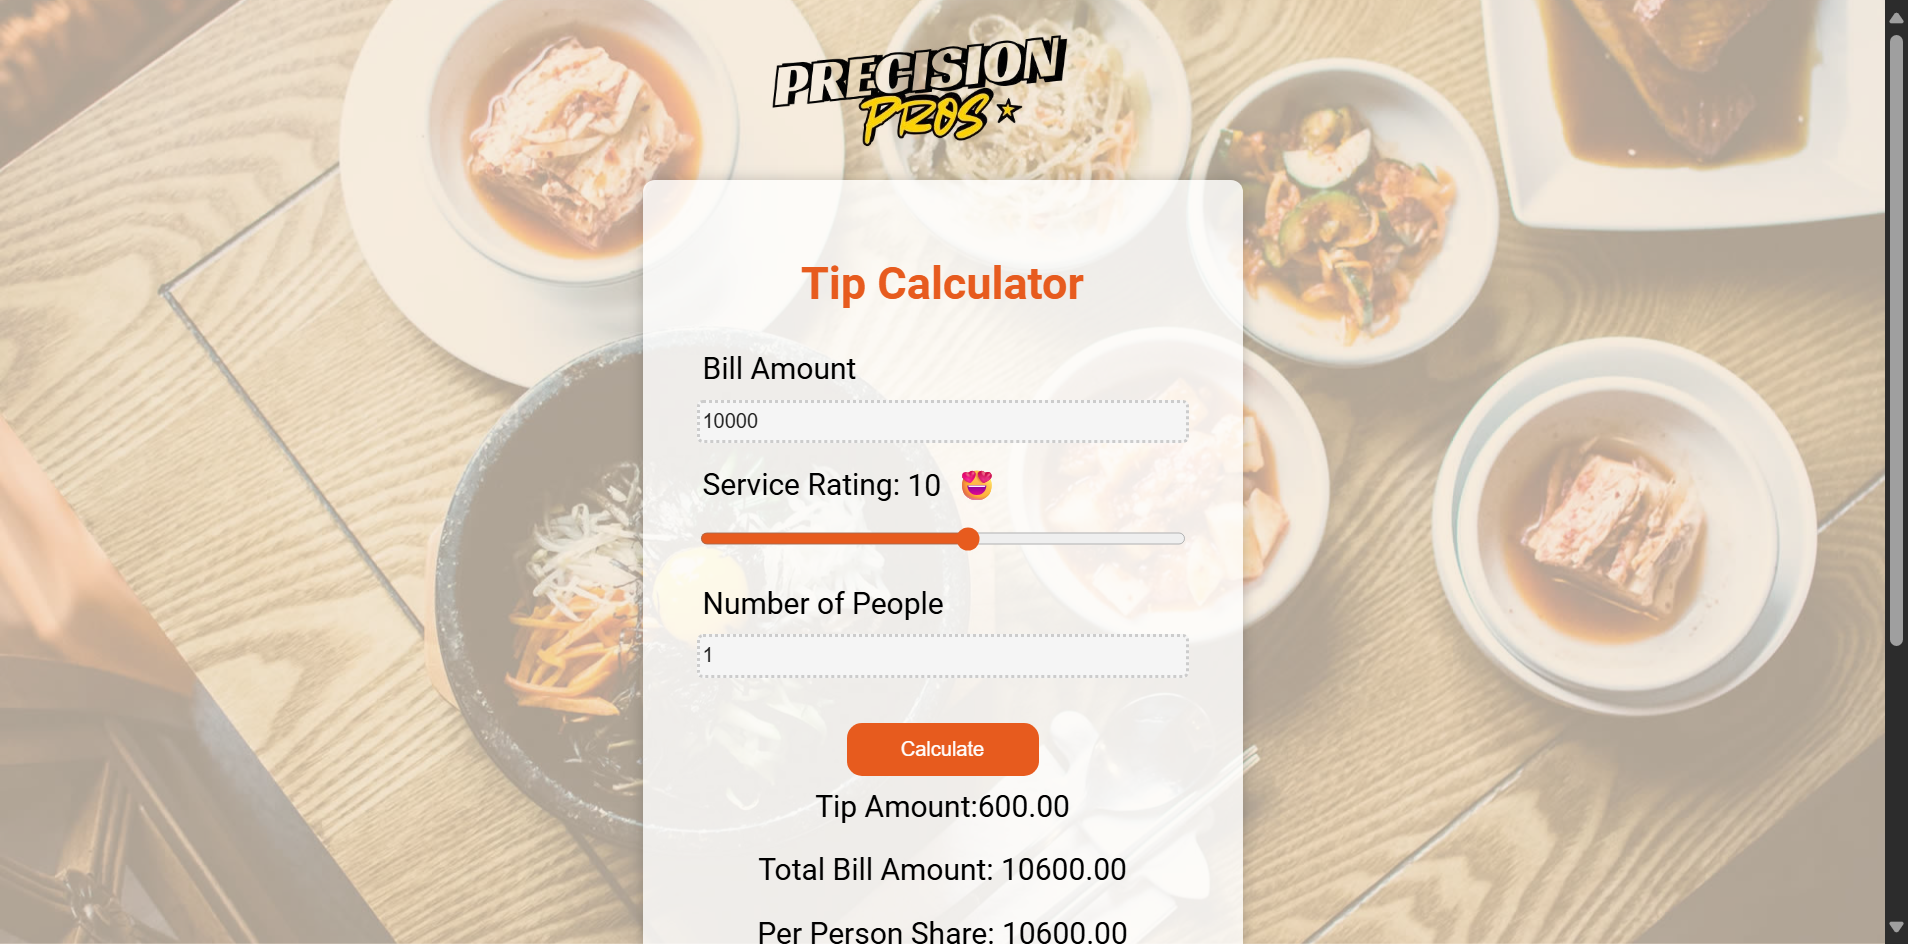 PRECISION
PROS
Tip Calculator
Bill Amount
10000
Service Rating: 10 😍
Number of People
1
Calculate
Tip Amount:600.00
Total Bill Amount: 10600.00
Per Person Share: 10600.00